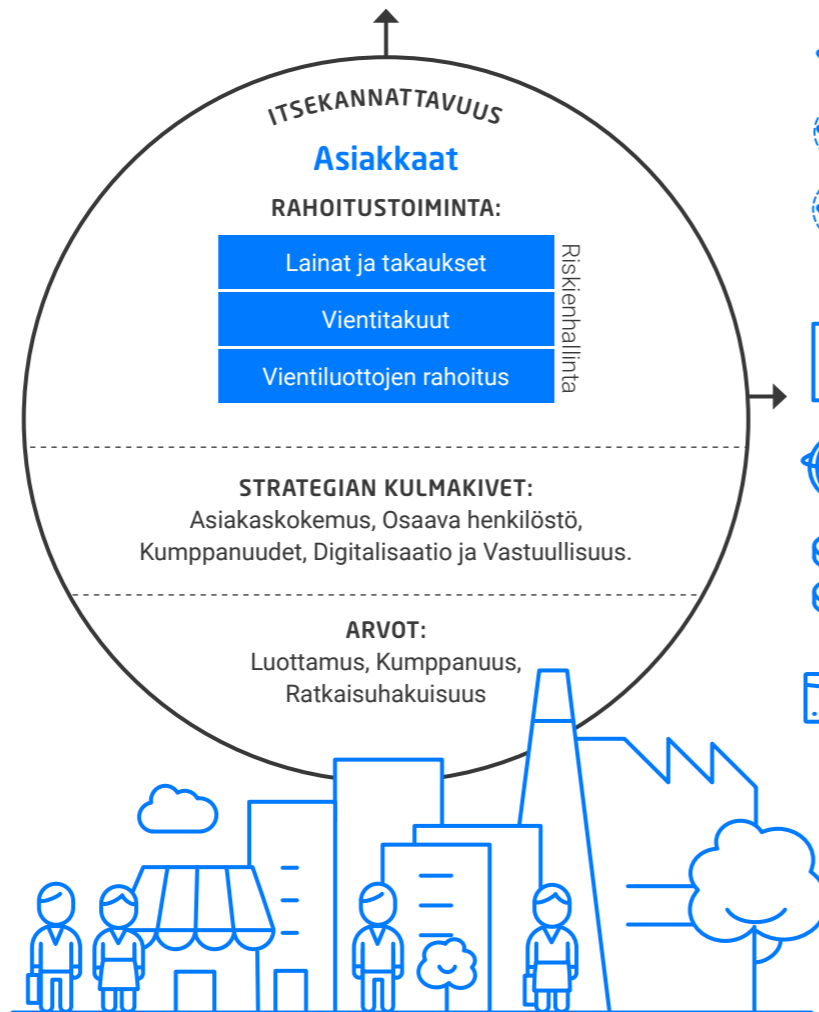 ITSEKANNATTAVUUS
Asiakkaat
RAHOITUSTOIMINTA:
Lainat ja takaukset
Vientitakuut
Vientiluottojen rahoitus
Riskienhallinta
STRATEGIAN KULMAKIVET:
Asiakaskokemus, Osaava henkilöstö,
Kumppanuudet, Digitalisaatio ja Vastuullisuus.
ARVOT:
Luottamus, Kumppanuus,
Ratkaisuhakuisuus